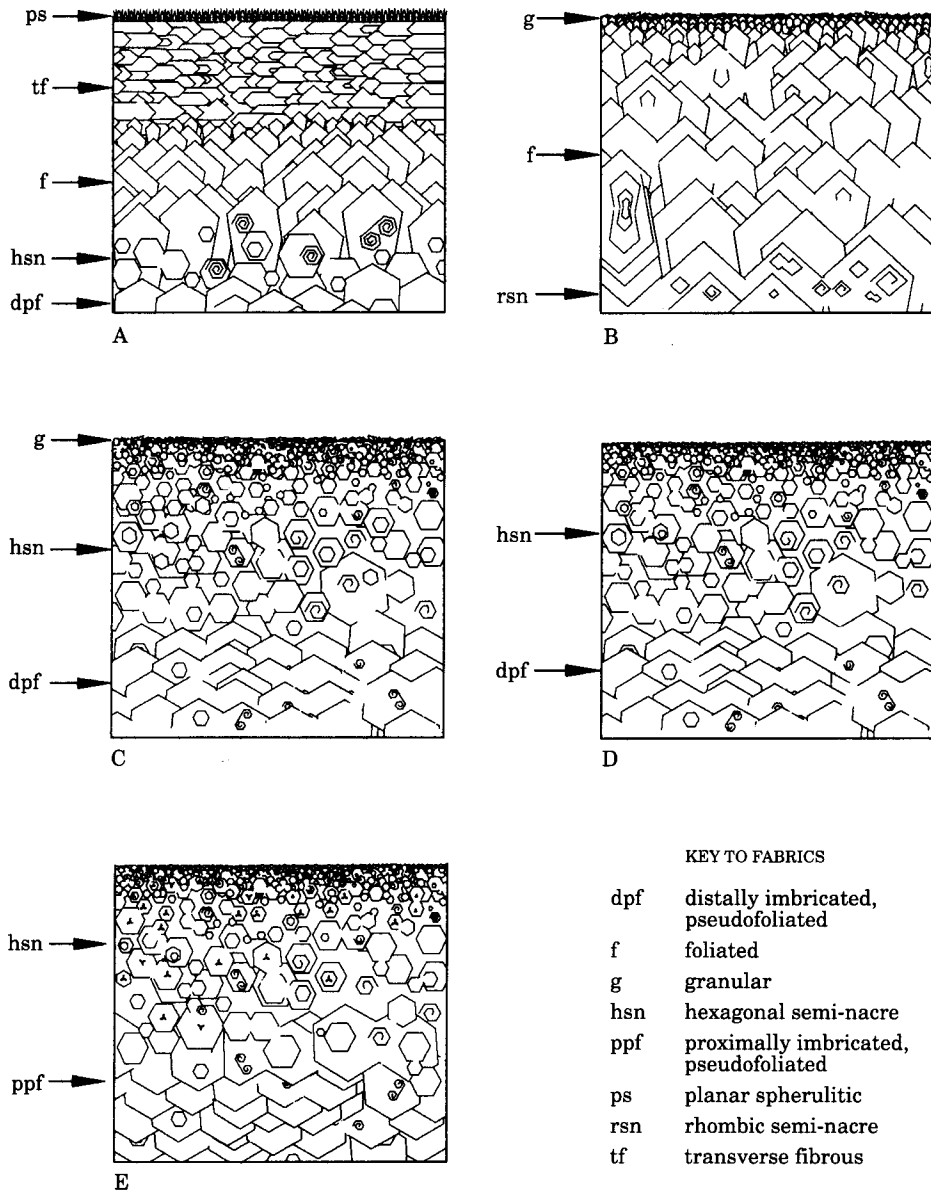 ps
tf
f
hsn
dpf
A
g
f
rsn
B
g
hsn
dpf
C
hsn
dpf
D
hsn
ppf
E
KEY TO FABRICS
dpf distally imbricated,
pseudofoliated
f foliated
g granular
hsn hexagonal semi-nacre
ppf proximally imbricated,
pseudofoliated
ps planar spherulitic
rsn rhombic semi-nacre
tf transverse fibrous